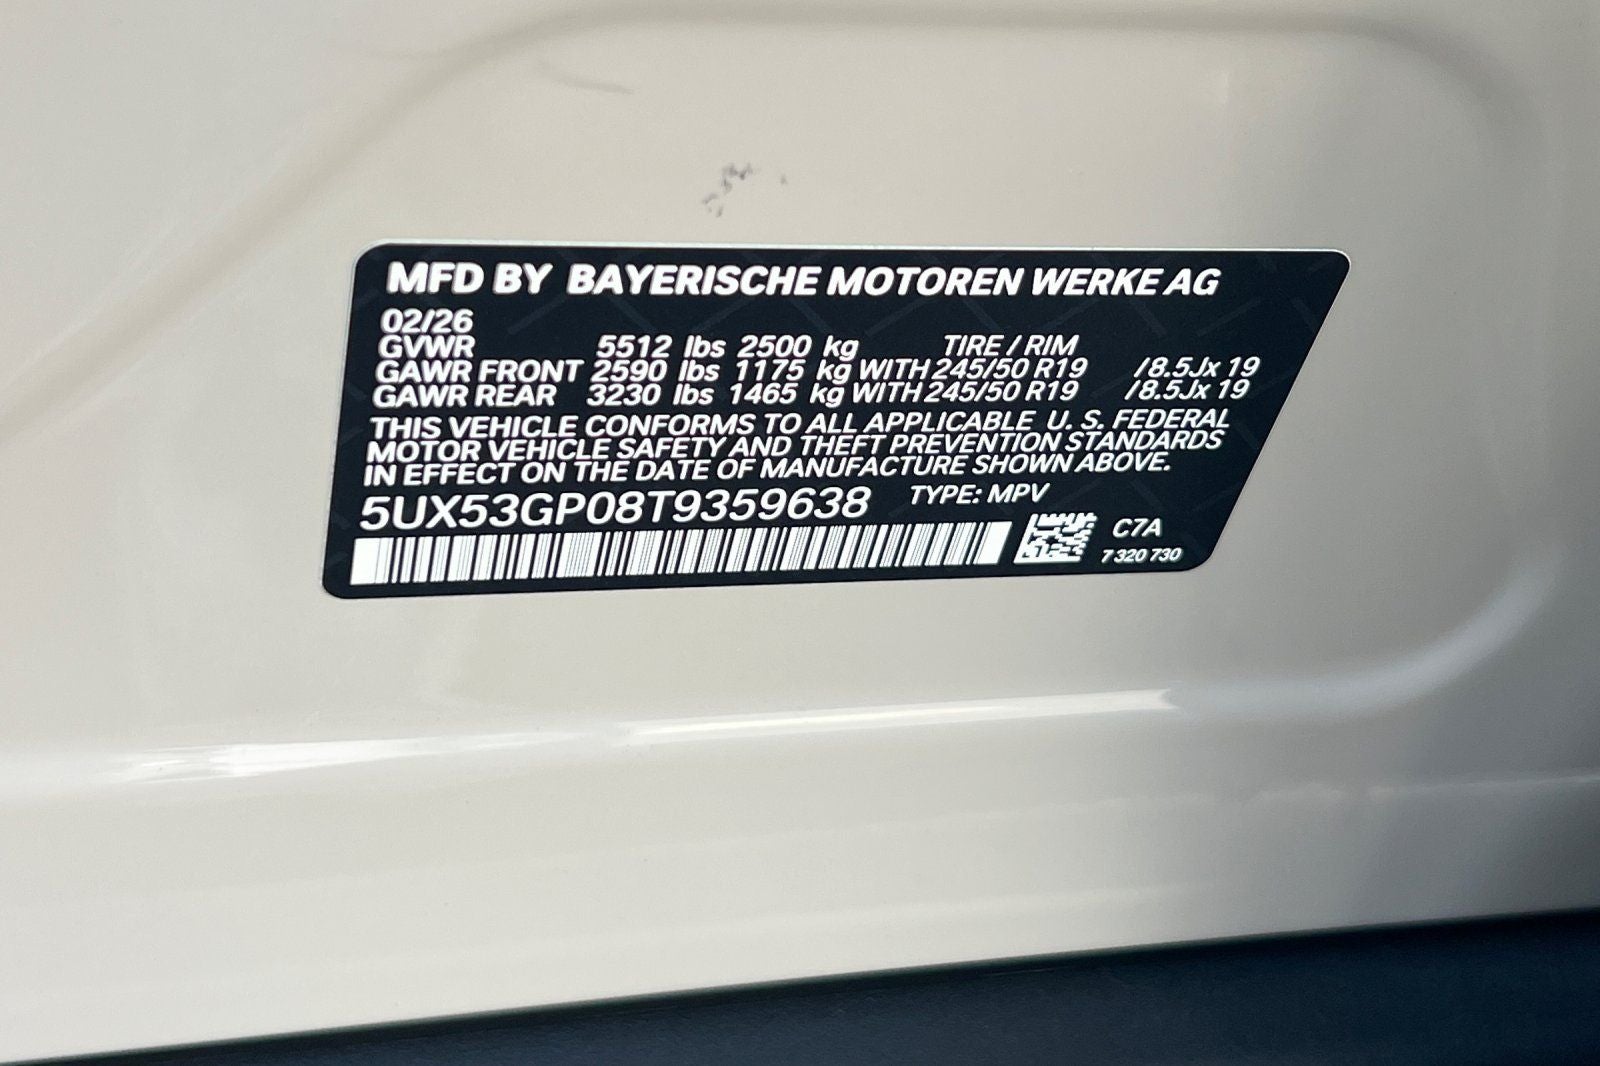 MFD BY BAYERISCHE MOTOREN WERKE AG
02/26
GVWR 5512 lbs 2500 kg TIRE / RIM
GAWR FRONT 2590 lbs 1175 kg WITH 245/50 R19 /8.5Jx 19
GAWR REAR 3230 lbs 1465 kg WITH 245/50 R19 /8.5Jx 19
THIS VEHICLE CONFORMS TO ALL APPLICABLE U. S. FEDERAL
MOTOR VEHICLE SAFETY AND THEFT PREVENTION STANDARDS
IN EFFECT ON THE DATE OF MANUFACTURE SHOWN ABOVE.
5UX53GP08T9359638 TYPE: MPV
C7A
7 320 730